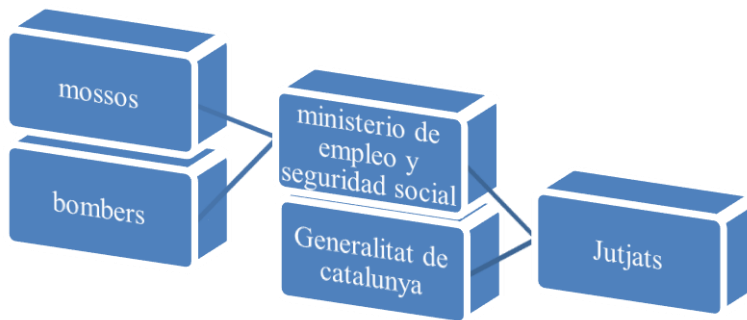 mossos
bombers
ministerio de
empleo y
seguridad social
Generalitat de
catalunya
Jutjats